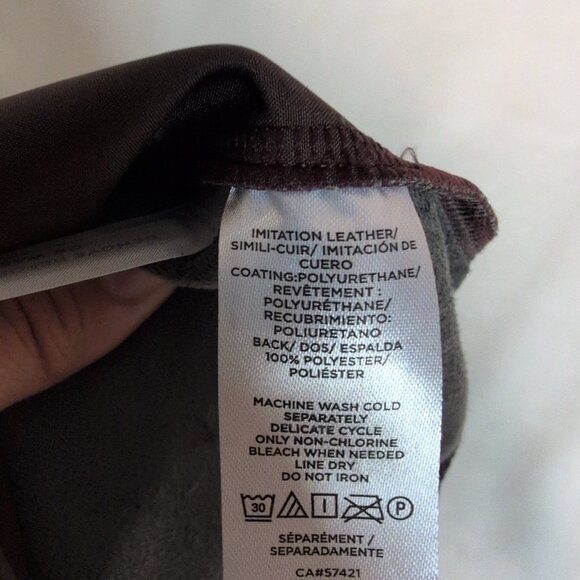 IMITATION LEATHER/
SIMILI-CUIR/ IMITACIÓN DE
CUERO
COATING:POLYURETHANE/
REVÊTEMENT :
POLYURÉTHANE/
RECUBRIMIENTO:
POLIURETANO
BACK/ DOS/ ESPALDA
100% POLYESTER/
POLIÉSTER
MACHINE WASH COLD
SEPARATELY
DELICATE CYCLE
ONLY NON-CHLORINE
BLEACH WHEN NEEDED
LINE DRY
DO NOT IRON
30 P
SÉPARÉMENT /
SEPARADAMENTE
CA#57421